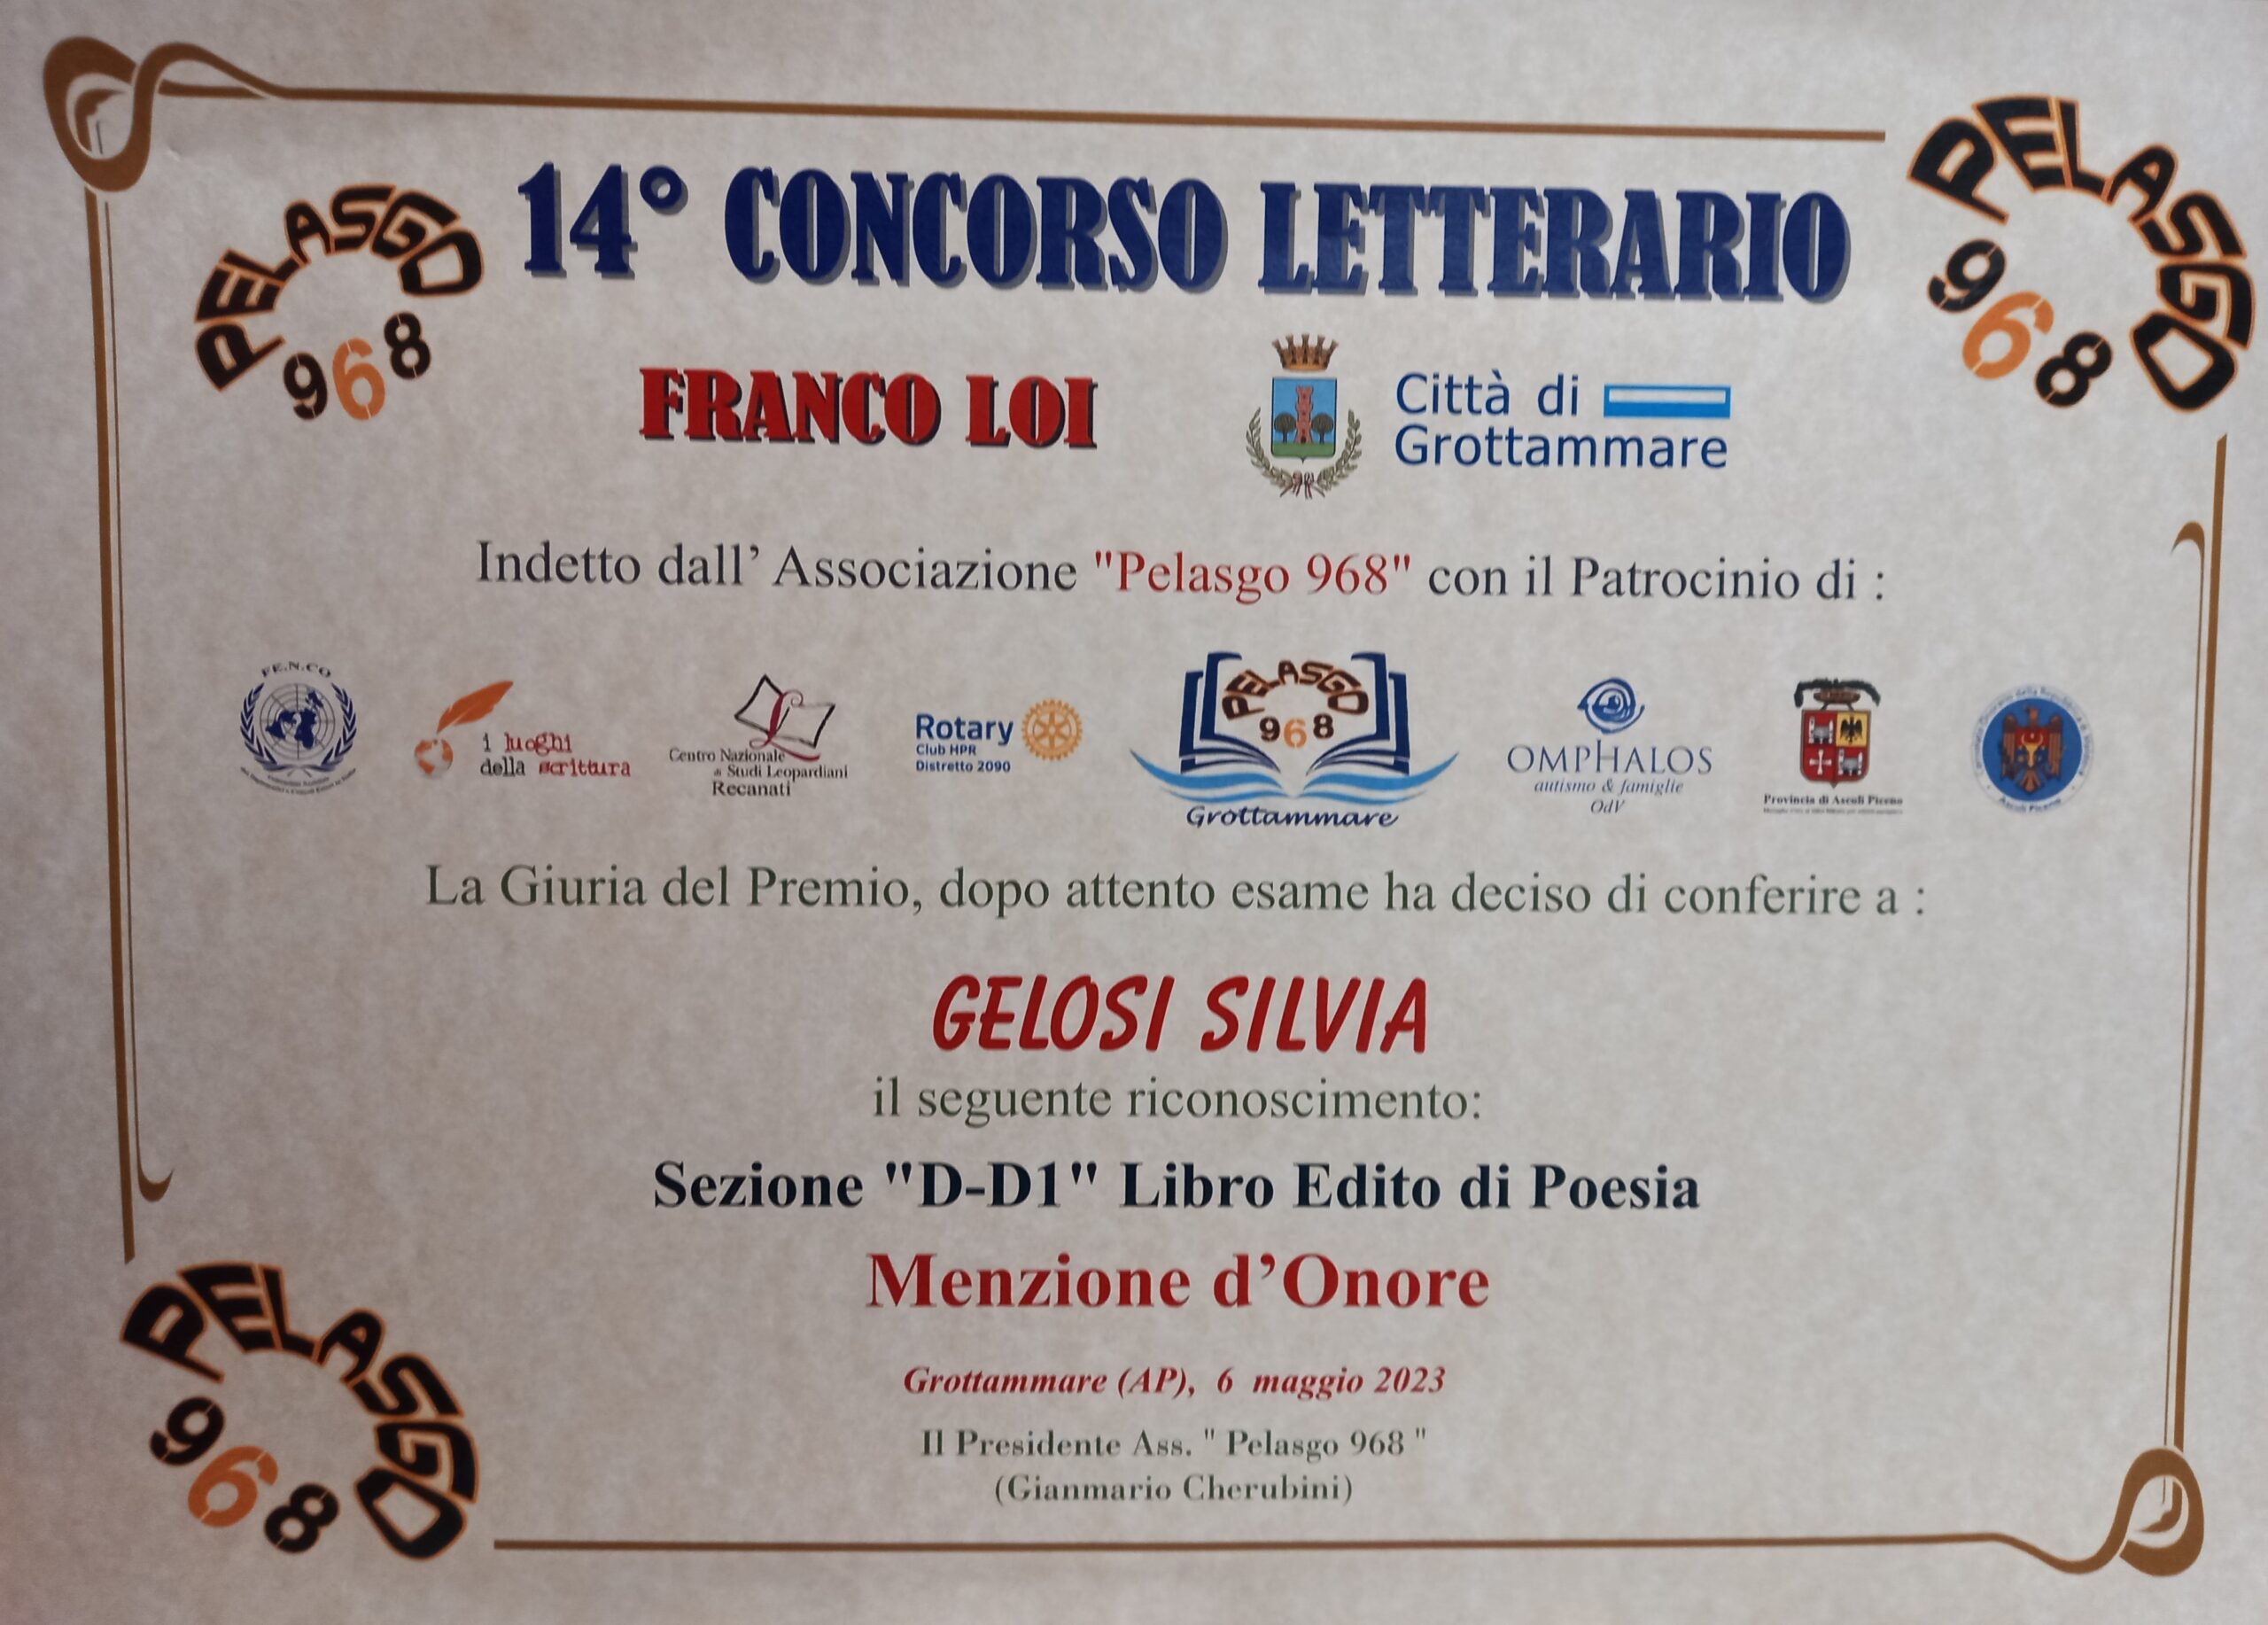 14° CONCORSO LETTERARIO
PELASGO
968
PELASGO
968
FRANCO LOI
Città di
Grottammare
Indetto dall’ Associazione "Pelasgo 968" con il Patrocinio di :
FE.N.CO
i luoghi
della scrittura
Centro Nazionale
di Studi Leopardiani
Recanati
Rotary
Club HPR
Distretto 2090
PELASGO
968
Grottammare
OMPHALOS
autismo & famiglie
OdV
Provincia di Ascoli Piceno
Ascoli Piceno
La Giuria del Premio, dopo attento esame ha deciso di conferire a :
GELOSI SILVIA
il seguente riconoscimento:
Sezione "D-D1" Libro Edito di Poesia
Menzione d’Onore
Grottammare (AP), 6 maggio 2023
Il Presidente Ass. " Pelasgo 968 "
(Gianmario Cherubini)
PELASGO
968